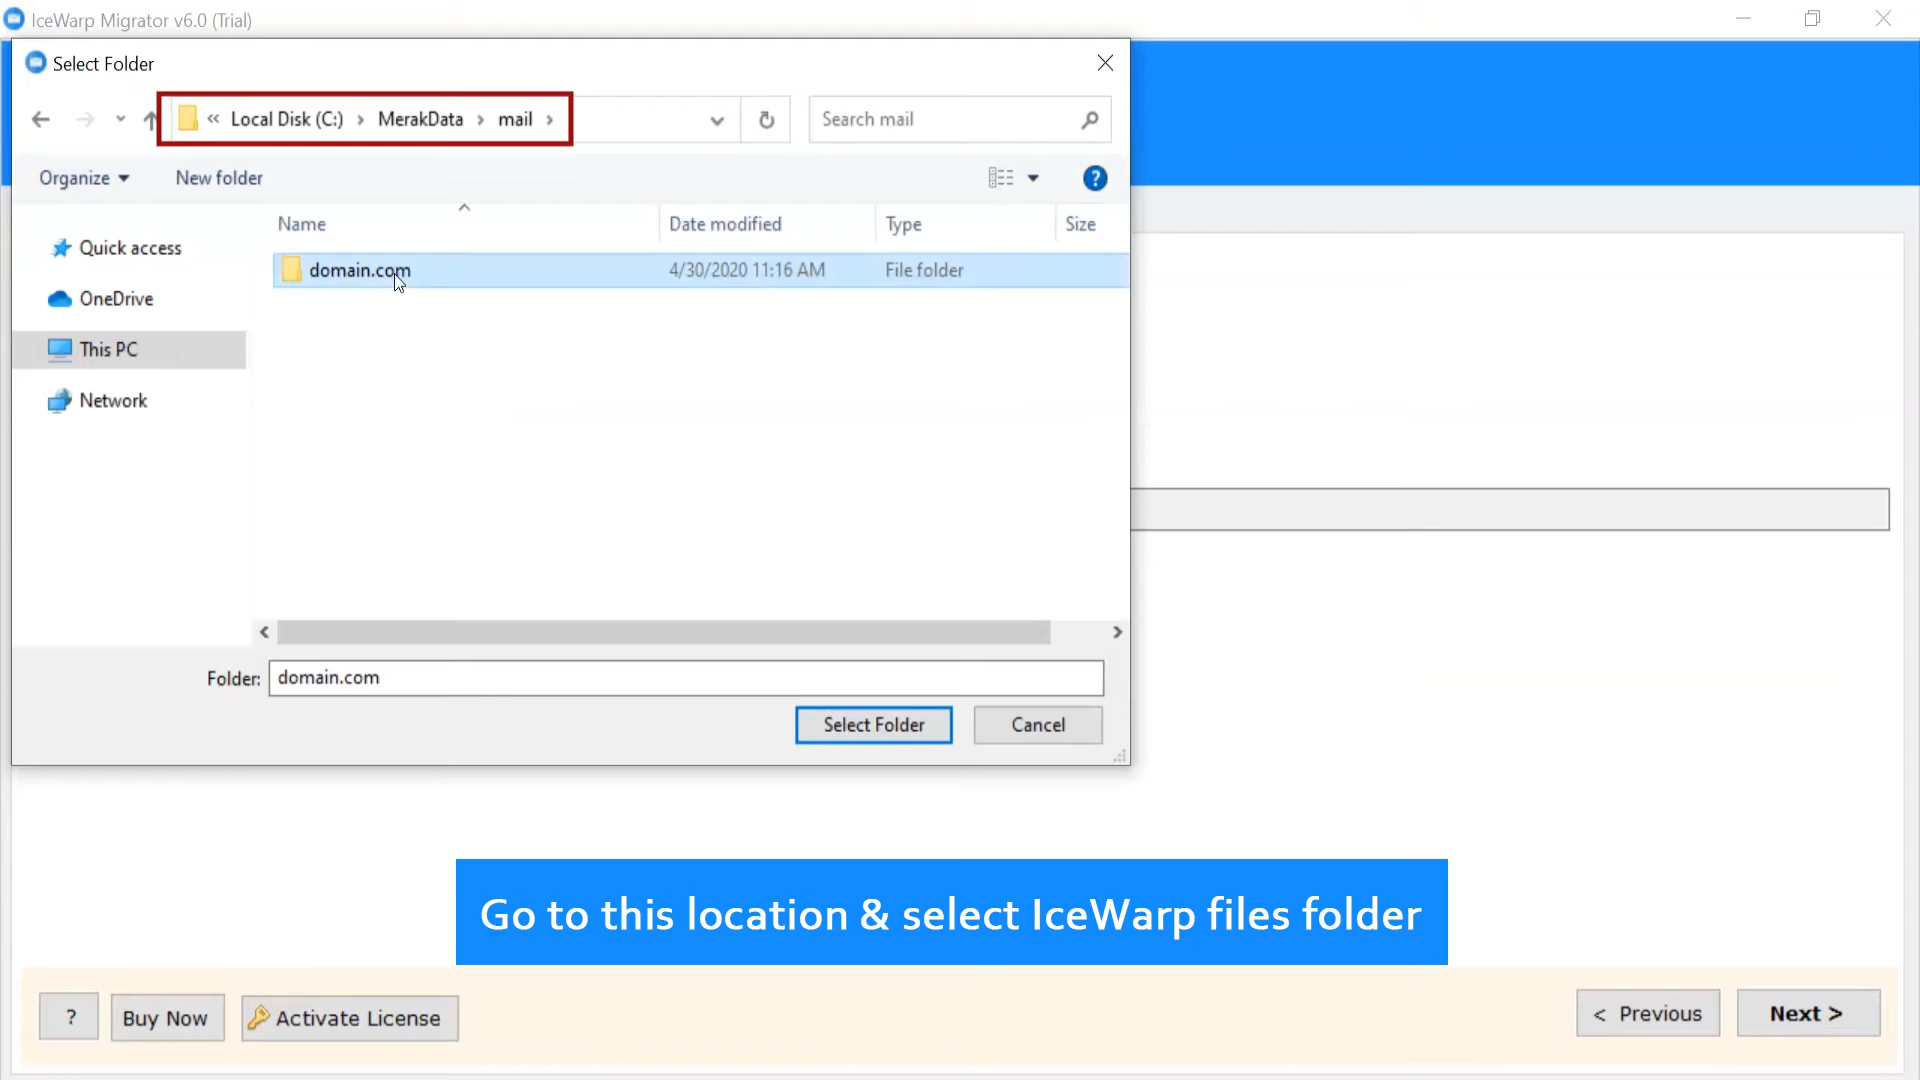 IceWarp Migrator v6.0 (Trial)
Select Folder
« Local Disk (C:) › MerakData › mail ›
Search mail
Organize
New folder
?
Name
Date modified
Type
Size
Quick access
OneDrive
This PC
Network
domain.com
4/30/2020 11:16 AM
File folder
Folder: domain.com
Select Folder
Cancel
Go to this location & select IceWarp files folder
?
Buy Now
Activate License
< Previous
Next >